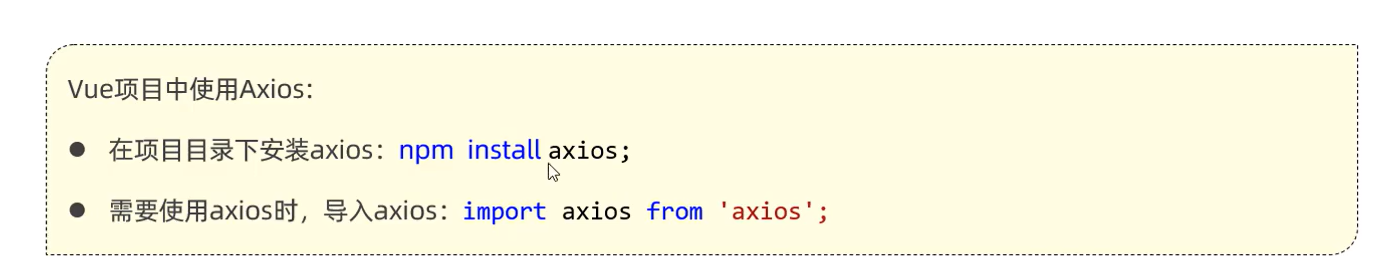 Vue项目中使用Axios：
● 在项目目录下安装axios：npm install axios;
● 需要使用axios时，导入axios：import axios from 'axios';